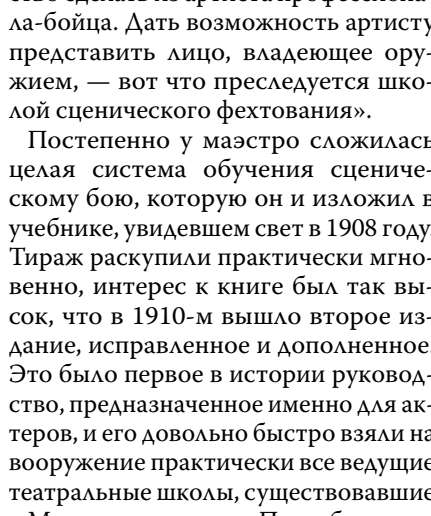 ство сделать из артиста профессиона-
ла-бойца. Дать возможность артисту
представить лицо, владеющее ору-
жием, — вот что преследуется шко-
лой сценического фехтования».
Постепенно у маэстро сложилась
целая система обучения сцениче-
скому бою, которую он и изложил в
учебнике, увидевшем свет в 1908 году.
Тираж раскупили практически мгно-
венно, интерес к книге был так вы-
сок, что в 1910-м вышло второе из-
дание, исправленное и дополненное.
Это было первое в истории руковод-
ство, предназначенное именно для ак-
теров, и его довольно быстро взяли на
вооружение практически все ведущие
театральные школы, существовавшие